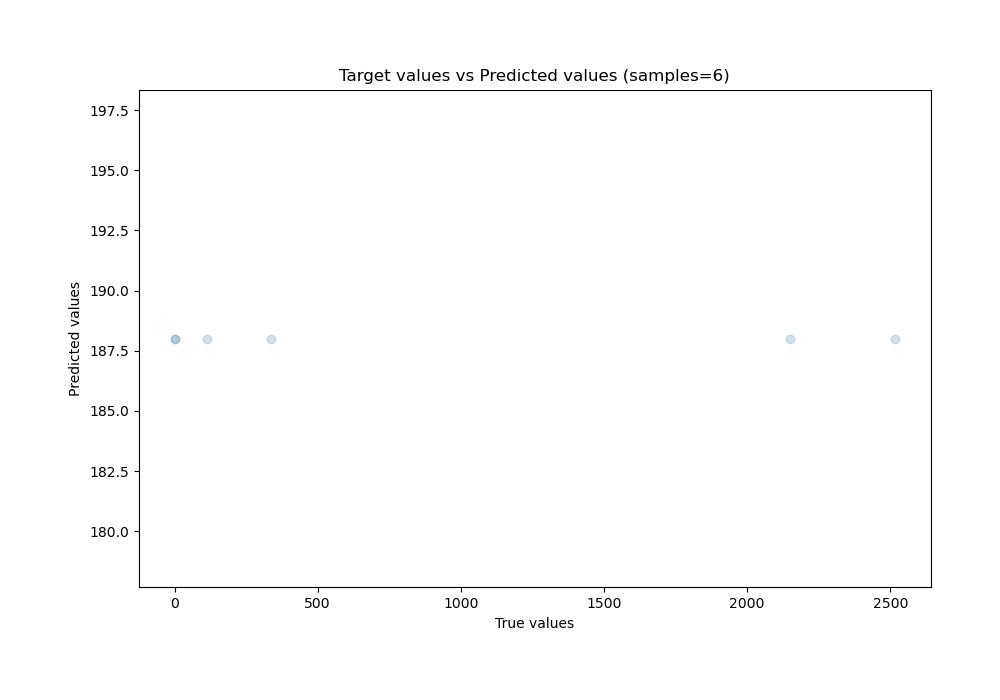 Target values vs Predicted values (samples=6)
197.5
195.0
192.5
190.0
187.5
185.0
182.5
180.0
Predicted values
0 500 1000 1500 2000 2500
True values